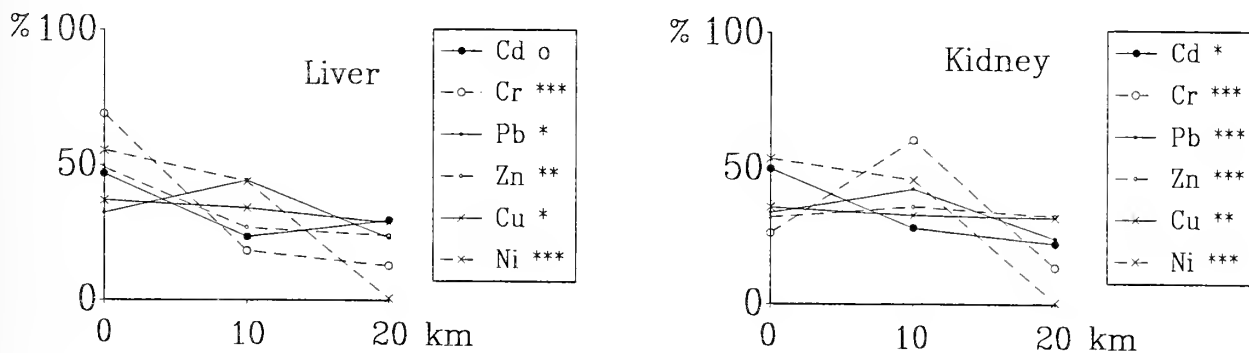 % 100
50
0
0 10 20 km
Liver
Cd o
Cr ***
Pb *
Zn **
Cu *
Ni ***
% 100
50
0
0 10 20 km
Kidney
Cd *
Cr ***
Pb ***
Zn ***
Cu **
Ni ***